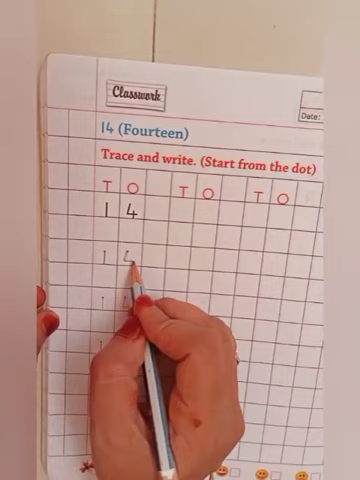 Classwork
Date:
14 (Fourteen)
Trace and write. (Start from the dot)
T O T O T O
1 4
1 4